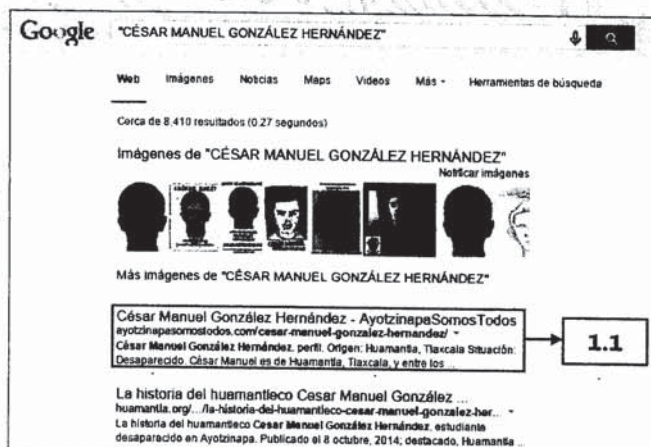 Google "CÉSAR MANUEL GONZÁLEZ HERNÁNDEZ"
Web Imágenes Noticias Maps Videos Más Herramientas de búsqueda
Cerca de 8,410 resultados (0.27 segundos)
Imágenes de "CÉSAR MANUEL GONZÁLEZ HERNÁNDEZ"
Notificar imágenes
Más imágenes de "CÉSAR MANUEL GONZÁLEZ HERNÁNDEZ"
César Manuel González Hernández - AyotzinapaSomosTodos
ayotzinapasomostodos.com/cesar-manuel-gonzalez-hernandez/
César Manuel González Hernández. perfil. Origen: Huamantla, Tlaxcala Situación:
Desaparecido. César Manuel es de Huamantla, Tlaxcala, y entre los ...
1.1
La historia del huamantleco Cesar Manuel González ...
huamantla.org/.../la-historia-del-huamantleco-cesar-manuel-gonzalez-her...
La historia del huamantleco Cesar Manuel González Hernández, estudiante
desaparecido en Ayotzinapa. Publicado el 8 octubre, 2014; destacado, Huamantla ...